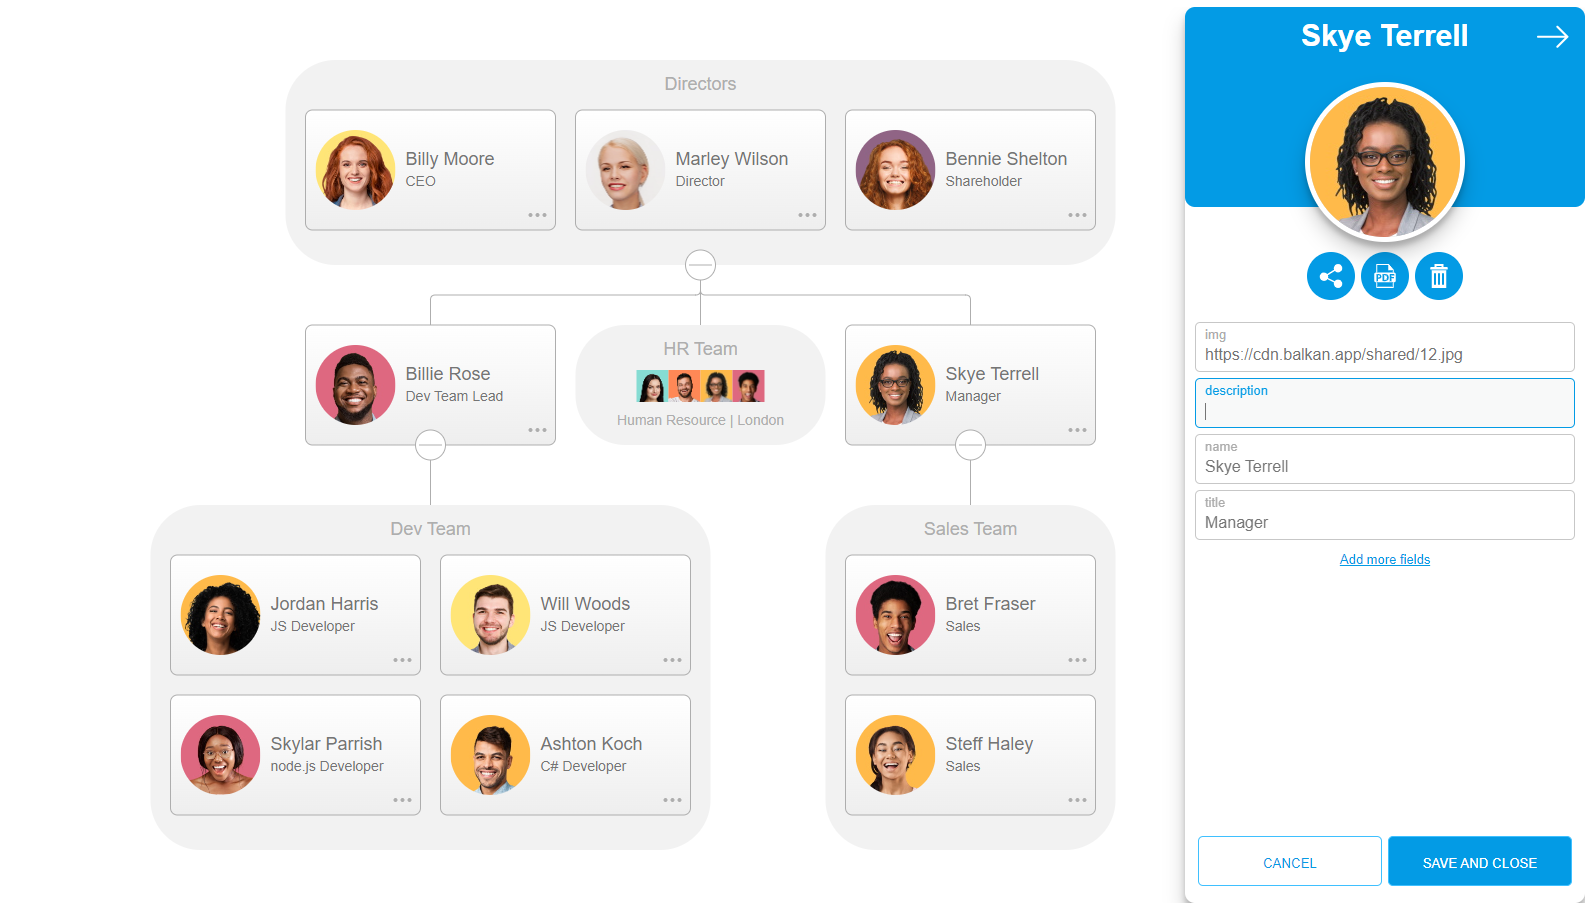 Directors
Billy Moore
CEO
Marley Wilson
Director
Bennie Shelton
Shareholder
Billie Rose
Dev Team Lead
HR Team
Human Resource | London
Skye Terrell
Manager
Dev Team
Jordan Harris
JS Developer
Will Woods
JS Developer
Skylar Parrish
node.js Developer
Ashton Koch
C# Developer
Sales Team
Bret Fraser
Sales
Steff Haley
Sales
Skye Terrell
PDF
img
https://cdn.balkan.app/shared/12.jpg
description
name
Skye Terrell
title
Manager
Add more fields
CANCEL
SAVE AND CLOSE